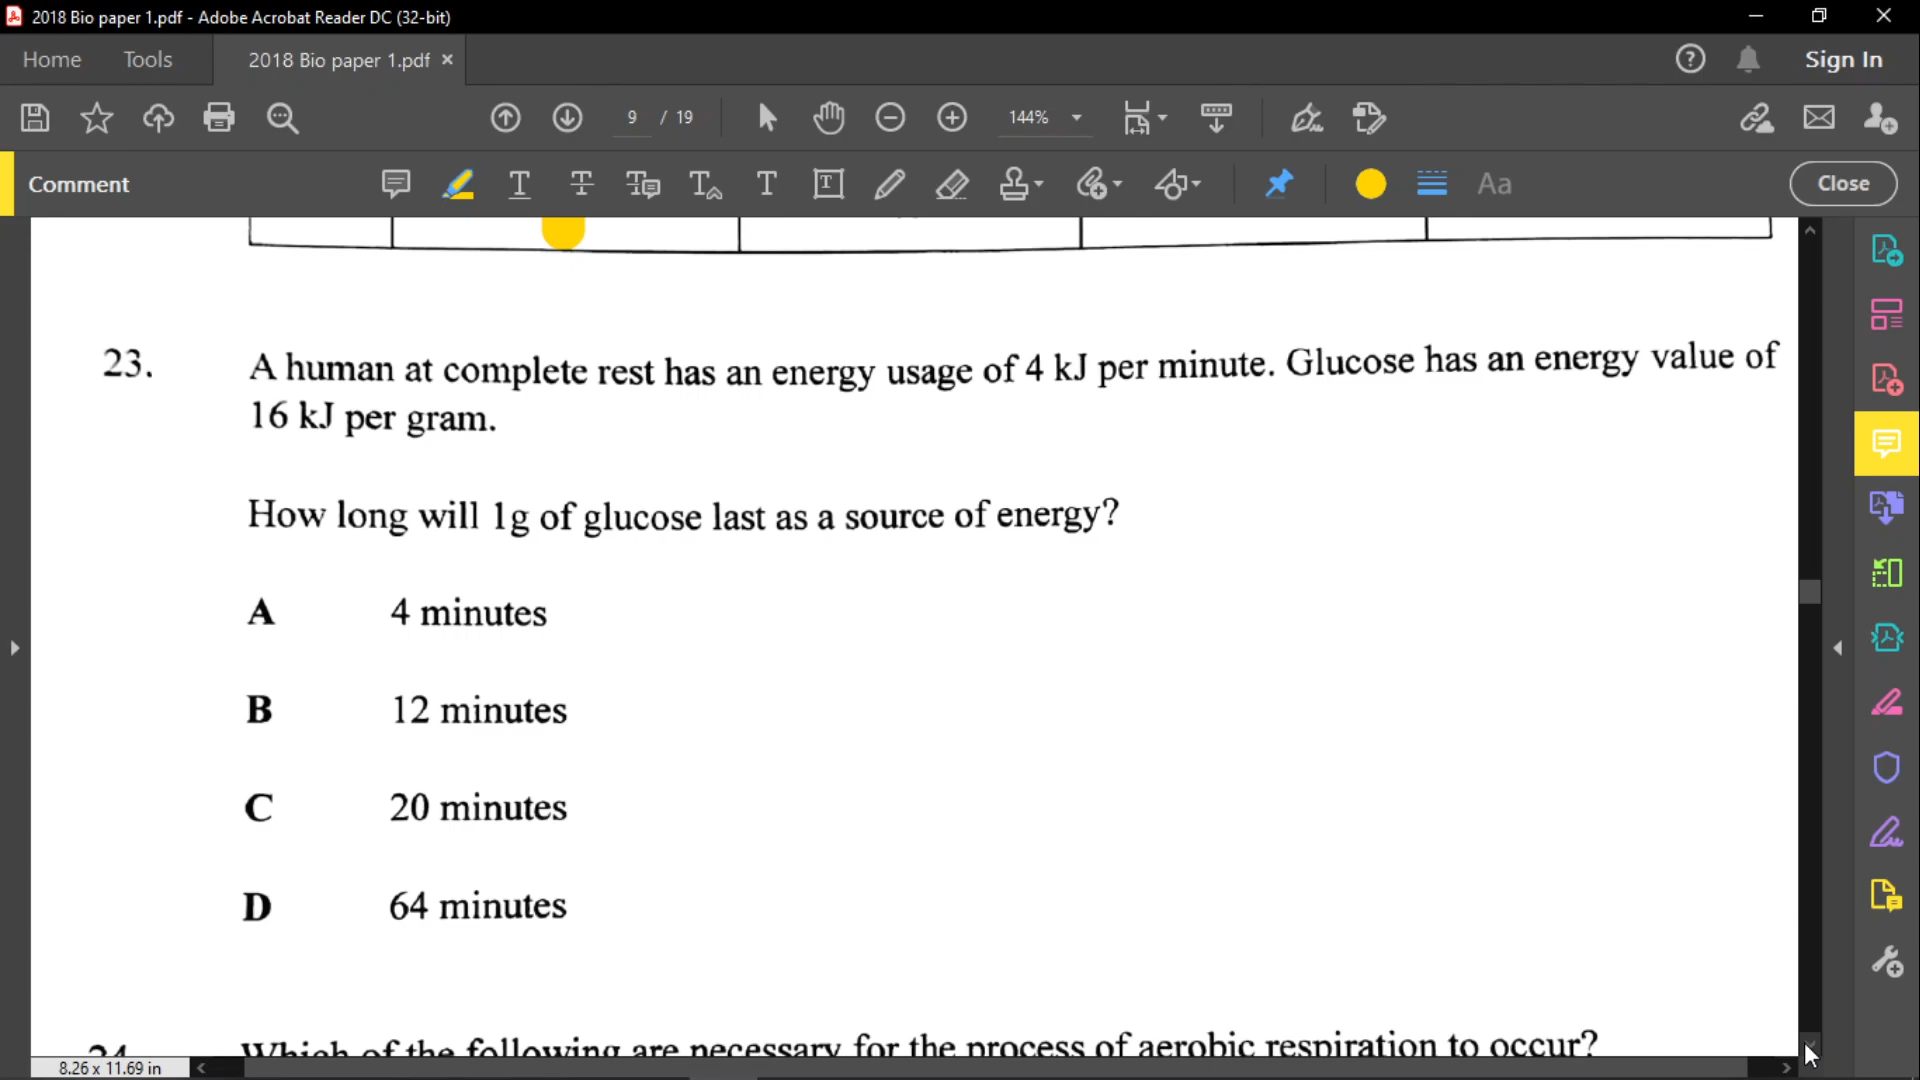 2018 Bio paper 1.pdf - Adobe Acrobat Reader DC (32-bit)
Home Tools 2018 Bio paper 1.pdf × Sign In
9 / 19 144%
Comment Aa Close
23. A human at complete rest has an energy usage of 4 kJ per minute. Glucose has an energy value of
16 kJ per gram.
How long will 1g of glucose last as a source of energy?
A 4 minutes
B 12 minutes
C 20 minutes
D 64 minutes
24. Which of the following are necessary for the process of aerobic respiration to occur?
8.26 x 11.69 in